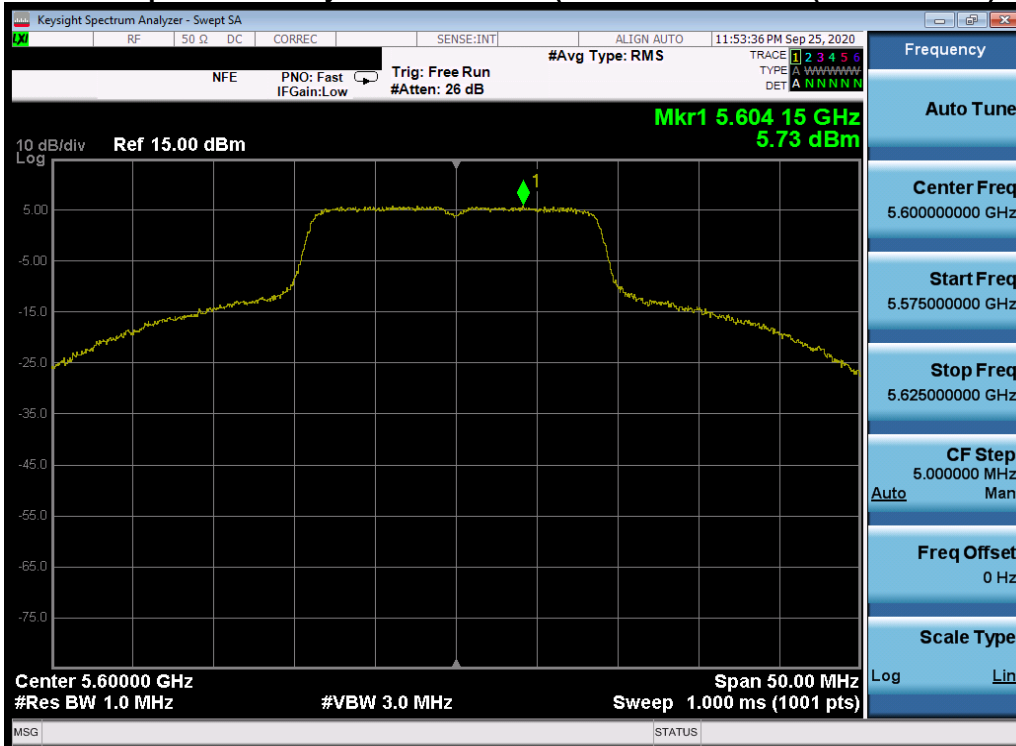 Keysight Spectrum Analyzer - Swept SA
LXI RF 50 Ω DC CORREC SENSE:INT ALIGN AUTO 11:53:36 PM Sep 25, 2020
NFE PNO: Fast IFGain:Low Trig: Free Run #Atten: 26 dB #Avg Type: RMS
TRACE 1 2 3 4 5 6
TYPE A WWWWW
DET A N N N N N
Mkr1 5.604 15 GHz
5.73 dBm
10 dB/div Ref 15.00 dBm
Log
1
5.00
-5.00
-15.0
-25.0
-35.0
-45.0
-55.0
-65.0
-75.0
Center 5.60000 GHz Span 50.00 MHz
#Res BW 1.0 MHz #VBW 3.0 MHz Sweep 1.000 ms (1001 pts)
MSG STATUS
Frequency
Auto Tune
Center Freq
5.600000000 GHz
Start Freq
5.575000000 GHz
Stop Freq
5.625000000 GHz
CF Step
5.000000 MHz
Auto Man
Freq Offset
0 Hz
Scale Type
Log Lin